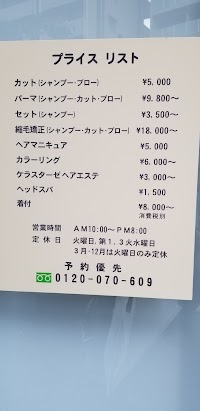 プライス リスト
カット(シャンプー・ブロー) ¥5.000
パーマ(シャンプー・カット・ブロー) ¥9.800〜
セット(シャンプー) ¥3.500〜
縮毛矯正(シャンプー・カット・ブロー) ¥18.000〜
ヘアマニキュア ¥5.000
カラーリング ¥6.000〜
ケラスターゼヘアエステ ¥3.000〜
ヘッドスパ ¥1.500
着付 ¥8.000〜
消費税別
営業時間 AM10:00〜PM8:00
定休日 火曜日.第1.3火水曜日
3月・12月は火曜日のみ定休
予約優先
0120-070-609